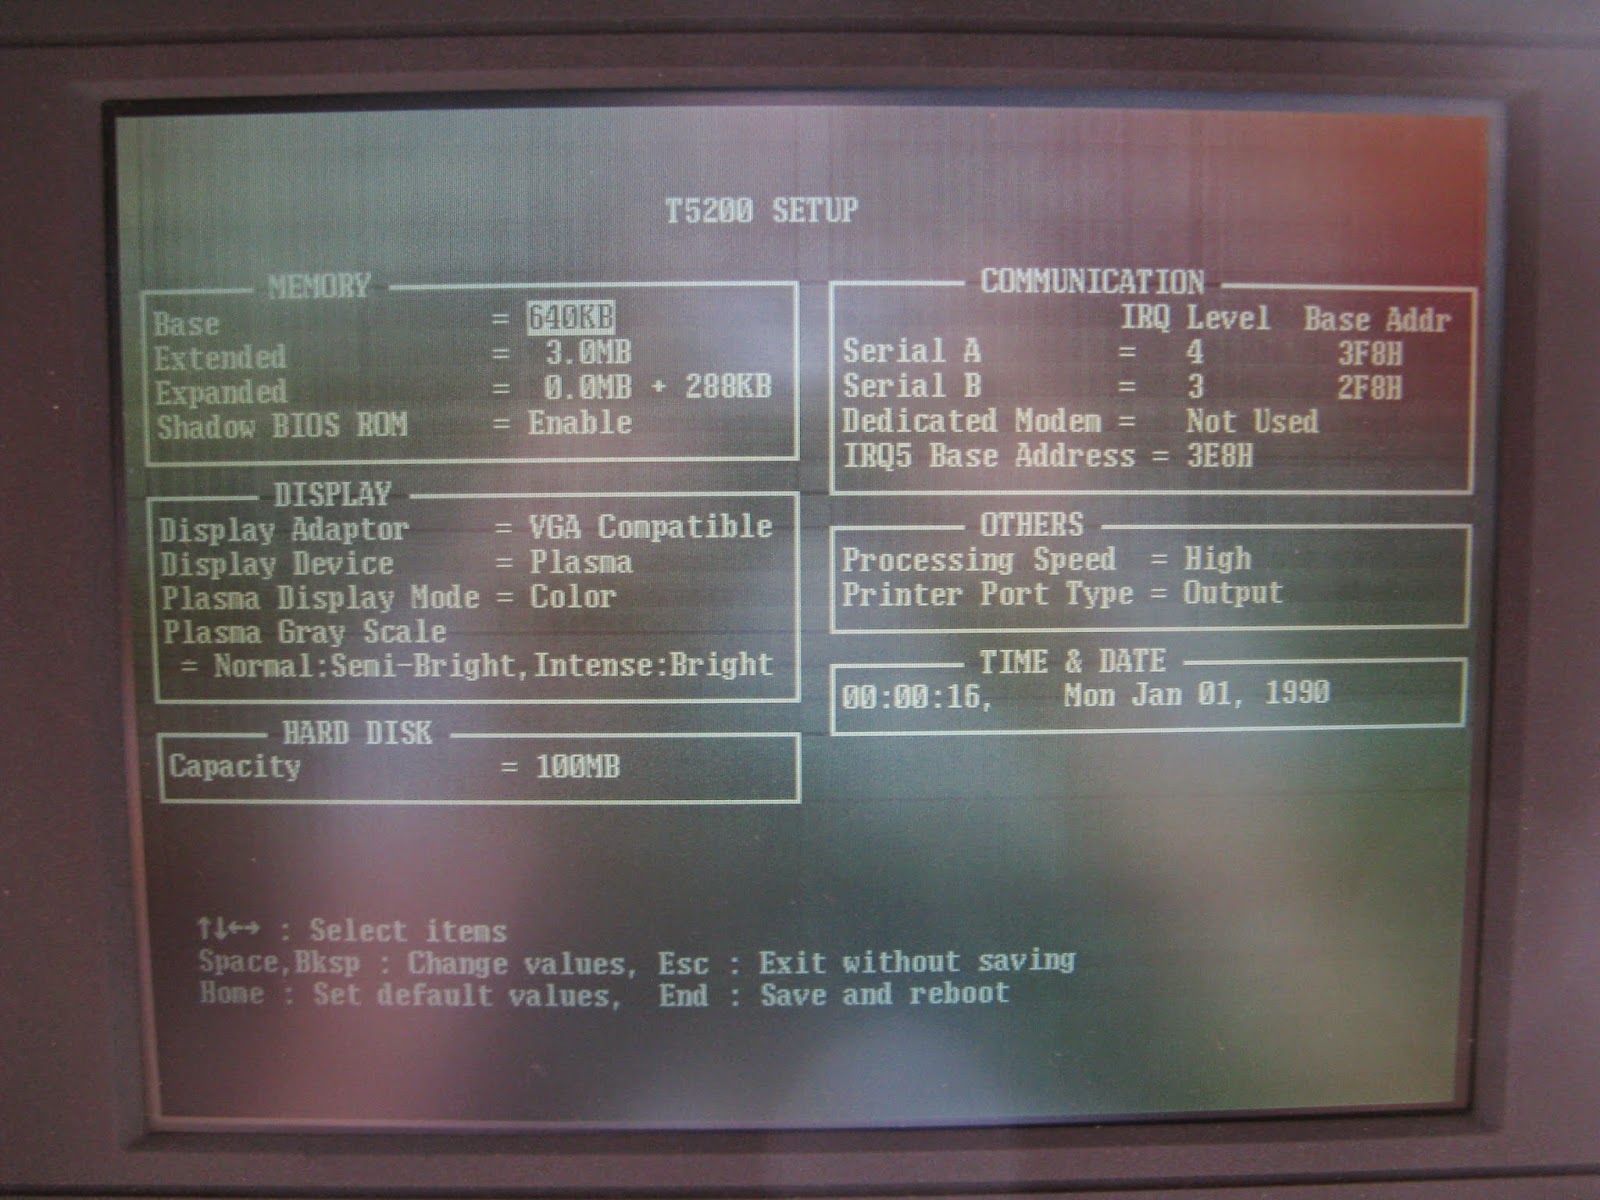 T5200 SETUP
MEMORY
Base = 640KB
Extended = 3.0MB
Expanded = 0.0MB + 288KB
Shadow BIOS ROM = Enable
DISPLAY
Display Adaptor = VGA Compatible
Display Device = Plasma
Plasma Display Mode = Color
Plasma Gray Scale
= Normal:Semi-Bright,Intense:Bright
HARD DISK
Capacity = 100MB
COMMUNICATION
IRQ Level Base Addr
Serial A = 4 3F8H
Serial B = 3 2F8H
Dedicated Modem = Not Used
IRQ5 Base Address = 3E8H
OTHERS
Processing Speed = High
Printer Port Type = Output
TIME & DATE
00:00:16, Mon Jan 01, 1990
↑↓←→ : Select items
Space,Bksp : Change values, Esc : Exit without saving
Home : Set default values, End : Save and reboot